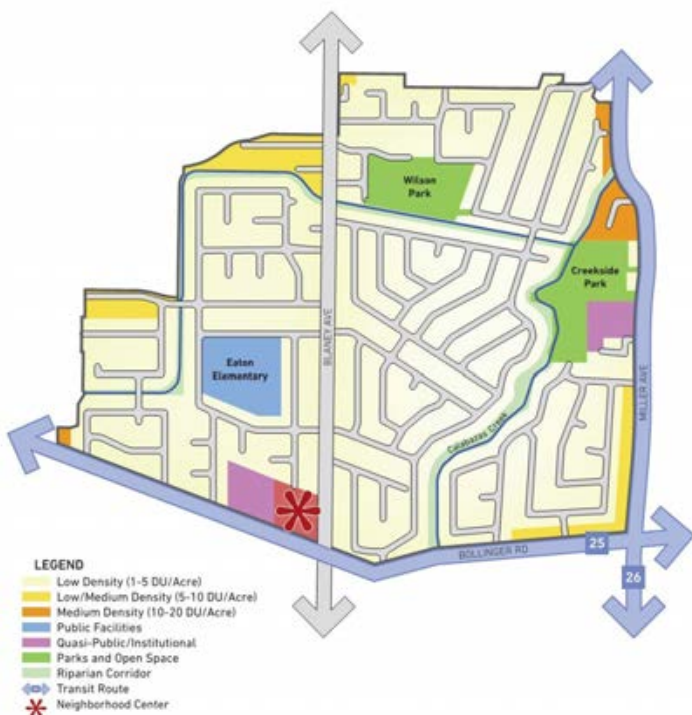 Wilson
Park
Creekside
Park
BLANEY AVE
Eaton
Elementary
MILLER AVE
Calabazas Creek
BOLLINGER RD
25
26
LEGEND
Low Density (1-5 DU/Acre)
Low/Medium Density (5-10 DU/Acre)
Medium Density (10-20 DU/Acre)
Public Facilities
Quasi-Public/Institutional
Parks and Open Space
Riparian Corridor
Transit Route
Neighborhood Center